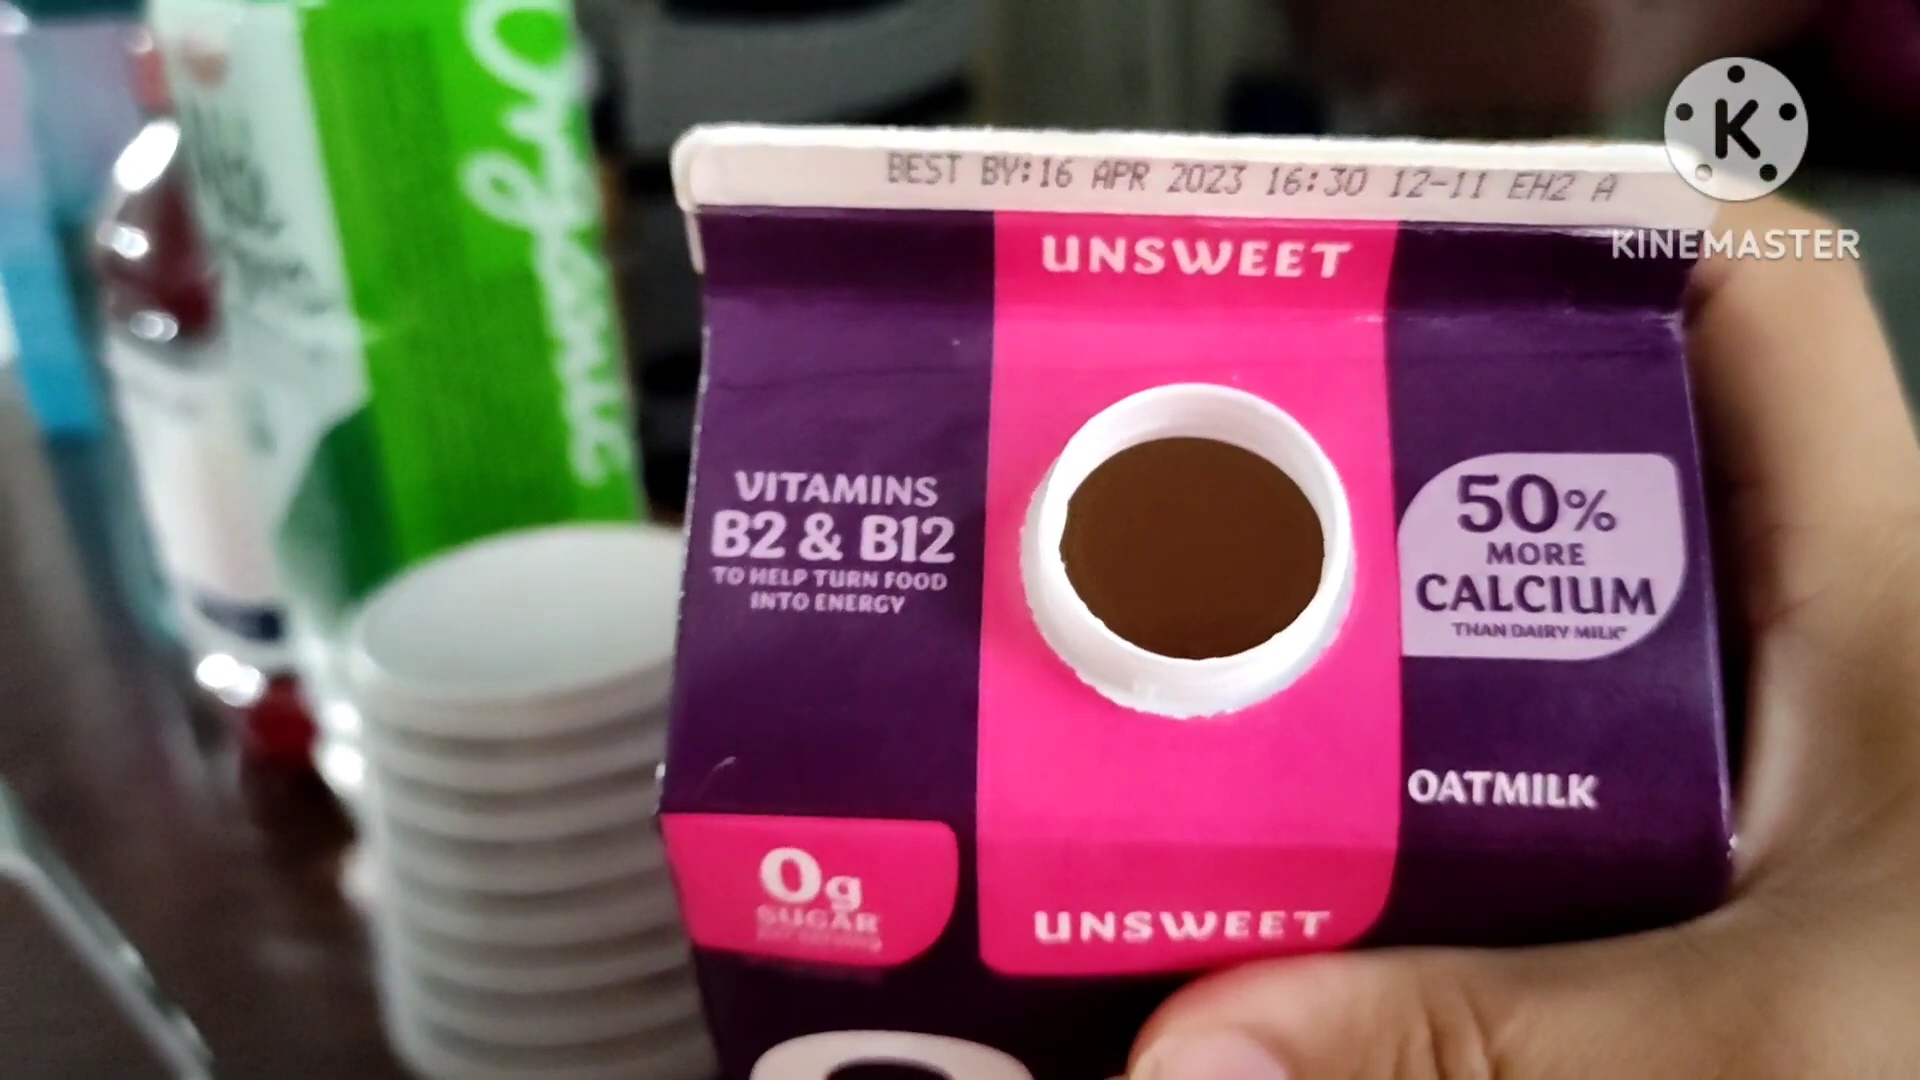 Organic
BEST BY:16 APR 2023 16:30 12-11 EH2 A
K
KINEMASTER
UNSWEET
VITAMINS
B2 & B12
TO HELP TURN FOOD
INTO ENERGY
50%
MORE
CALCIUM
THAN DAIRY MILK*
OATMILK
0g
SUGAR
UNSWEET